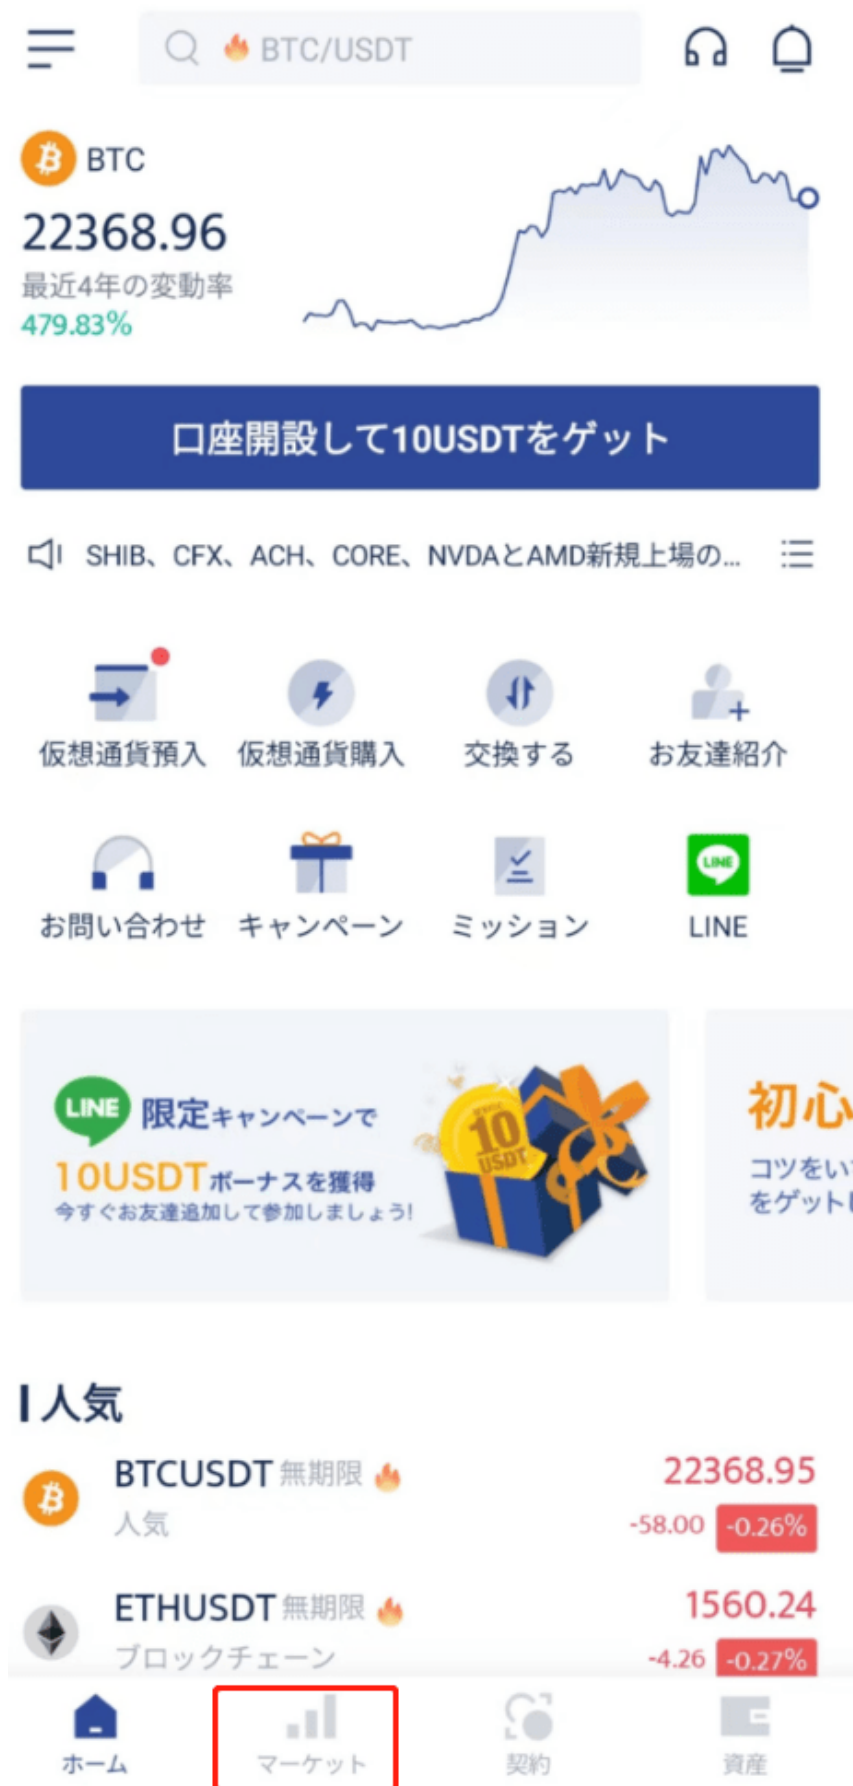 BTC/USDT
BTC
22368.96
最近4年の変動率
479.83%
口座開設して10USDTをゲット
SHIB、CFX、ACH、CORE、NVDAとAMD新規上場の...
仮想通貨預入 仮想通貨購入 交換する お友達紹介
お問い合わせ キャンペーン ミッション LINE
LINE
LINE 限定キャンペーンで
10USDTボーナスを獲得
今すぐお友達追加して参加しましょう!
10
USDT
初心
コツをい
をゲット
人気
BTCUSDT 無期限 22368.95
人気 -58.00 -0.26%
ETHUSDT 無期限 1560.24
ブロックチェーン -4.26 -0.27%
ホーム マーケット 契約 資産